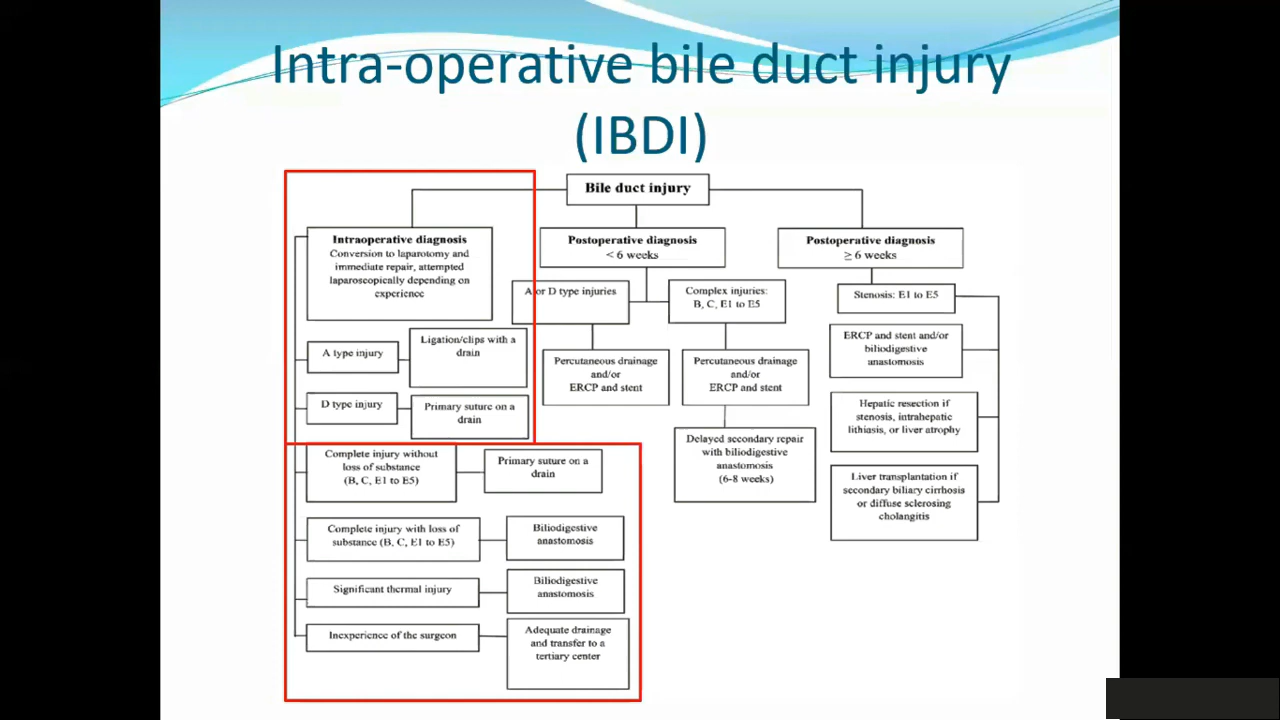 Intra-operative bile duct injury
(IBDI)
Bile duct injury
Intraoperative diagnosis
Conversion to laparotomy and
immediate repair, attempted
laparoscopically depending on
experience
A type injury
Ligation/clips with a
drain
D type injury
Primary suture on a
drain
Complete injury without
loss of substance
(B, C, E1 to E5)
Primary suture on a
drain
Complete injury with loss of
substance (B, C, E1 to E5)
Biliodigestive
anastomosis
Significant thermal injury
Biliodigestive
anastomosis
Inexperience of the surgeon
Adequate drainage
and transfer to a
tertiary center
Postoperative diagnosis
< 6 weeks
A or D type injuries
Percutaneous drainage
and/or
ERCP and stent
Complex injuries:
B, C, E1 to E5
Percutaneous drainage
and/or
ERCP and stent
Delayed secondary repair
with biliodigestive
anastomosis
(6-8 weeks)
Postoperative diagnosis
≥ 6 weeks
Stenosis: E1 to E5
ERCP and stent and/or
biliodigestive
anastomosis
Hepatic resection if
stenosis, intrahepatic
lithiasis, or liver atrophy
Liver transplantation if
secondary biliary cirrhosis
or diffuse sclerosing
cholangitis